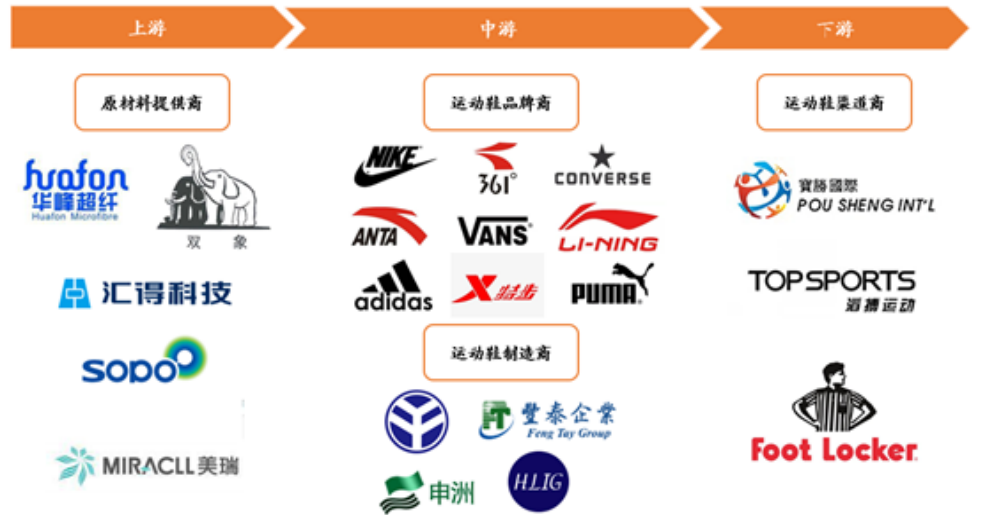 上游
中游
下游
原材料提供商
运动鞋品牌商
运动鞋渠道商
huafon
华峰超纤
Huafon Microfibre
双 象
汇得科技
SOPO
MIRACLL美瑞
NIKE
361°
CONVERSE
ANTA
VANS
LI-NING
adidas
X特步
PUMA
运动鞋制造商
豐泰企業
Feng Tay Group
申洲
HLIG
寶勝國際
POU SHENG INT'L
TOPSPORTS
滔搏运动
Foot Locker